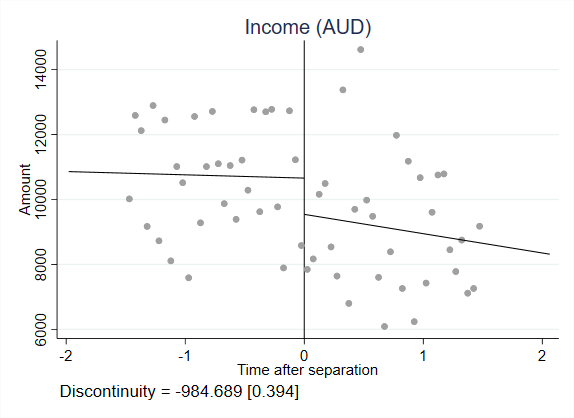 Income (AUD)
Amount
14000
12000
10000
8000
6000
-2 -1 0 1 2
Time after separation
Discontinuity = -984.689 [0.394]